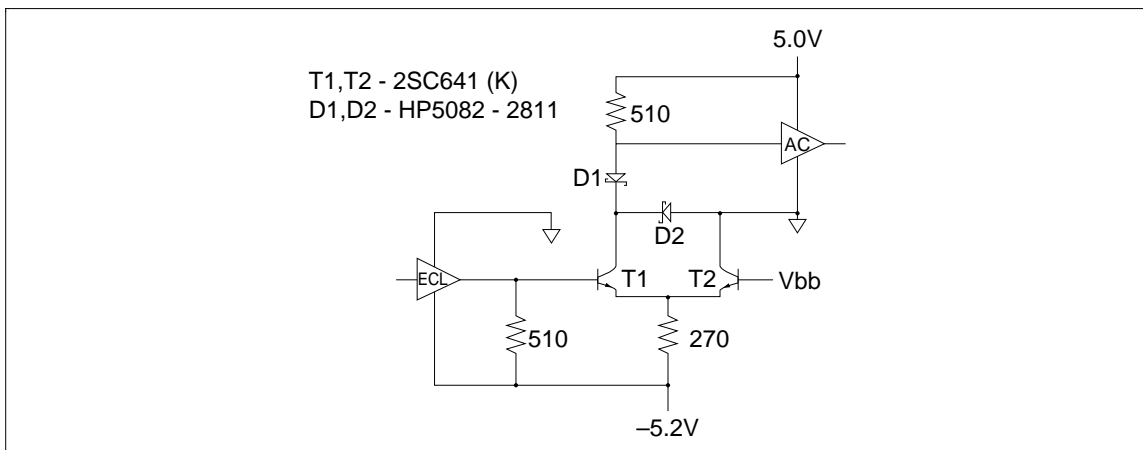 5.0V
T1,T2 - 2SC641 (K)
D1,D2 - HP5082 - 2811
510
AC
D1
D2
ECL
T1
T2
Vbb
510
270
–5.2V